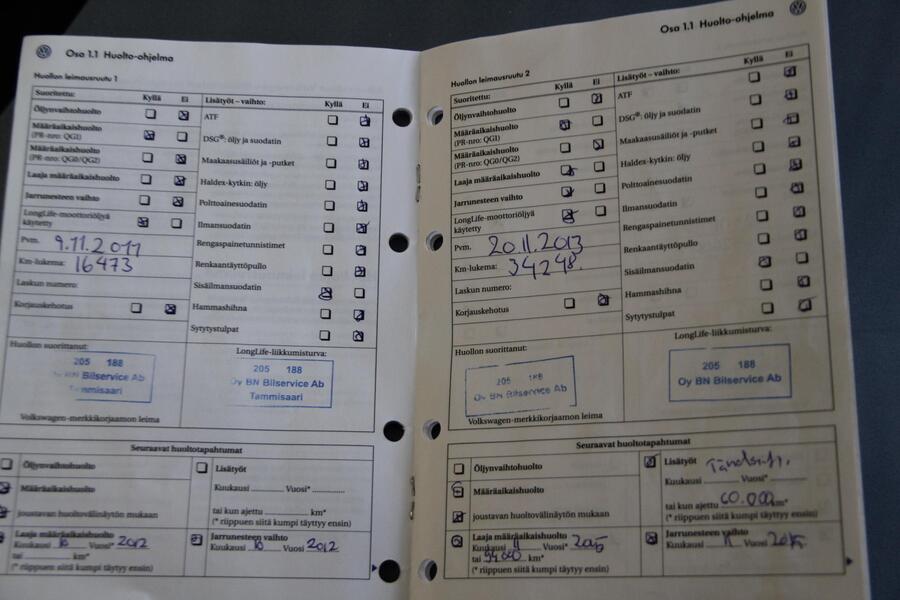 Osa 1.1 Huolto-ohjelma
Huollon leimausruutu 1
Suoritettu: Kyllä Ei
Öljynvaihtohuolto
Määräaikaishuolto
(PR-nro: QG1)
Määräaikaishuolto
(PR-nro: QG0/QG2)
Laaja määräaikaishuolto
Jarrunesteen vaihto
LongLife-moottoriöljyä
käytetty
Pvm. 9.11.2011
Km-lukema: 16473
Laskun numero:
Korjauskehotus
Lisätyöt – vaihto: Kyllä Ei
ATF
DSG®: öljy ja suodatin
Maakaasusäiliöt ja -putket
Haldex-kytkin: öljy
Polttoainesuodatin
Ilmansuodatin
Rengaspainetunnistimet
Renkaantäyttöpullo
Sisäilmansuodatin
Hammashihna
Sytytystulpat
Huollon suorittanut:
205 188
BN Bilservice Ab
Tammisaari
LongLife-liikkumisturva:
205 188
Oy BN Bilservice Ab
Tammisaari
Volkswagen-merkkikorjaamon leima
Seuraavat huoltotapahtumat
Öljynvaihtohuolto
Määräaikaishuolto
joustavan huoltovälinäytön mukaan
Laaja määräaikaishuolto
Kuukausi 10 Vuosi 2012
Lisätyöt
Kuukausi Vuosi*
tai kun ajettu km*
(* riippuen siitä kumpi täyttyy ensin)
Jarrunesteen vaihto
Kuukausi 10 Vuosi 2012
Osa 1.1 Huolto-ohjelma
Huollon leimausruutu 2
Suoritettu: Kyllä Ei
Öljynvaihtohuolto
Määräaikaishuolto
(PR-nro: QG1)
Määräaikaishuolto
(PR-nro: QG0/QG2)
Laaja määräaikaishuolto
Jarrunesteen vaihto
LongLife-moottoriöljyä
käytetty
Pvm. 20.11.2013
Km-lukema: 34248.
Laskun numero:
Korjauskehotus
Lisätyöt – vaihto: Kyllä Ei
ATF
DSG®: öljy ja suodatin
Maakaasusäiliöt ja -putket
Haldex-kytkin: öljy
Polttoainesuodatin
Ilmansuodatin
Rengaspainetunnistimet
Renkaantäyttöpullo
Sisäilmansuodatin
Hammashihna
Sytytystulpat
Huollon suorittanut:
205 188
Oy BN Bilservice Ab
LongLife-liikkumisturva:
205 188
Oy BN Bilservice Ab
Volkswagen-merkkikorjaamon leima
Seuraavat huoltotapahtumat
Öljynvaihtohuolto
Määräaikaishuolto
joustavan huoltovälinäytön mukaan
Laaja määräaikaishuolto
Kuukausi 11 Vuosi* 2015
tai km*
(* riippuen siitä kumpi täyttyy ensin)
Lisätyöt
Kuukausi Vuosi*
tai kun ajettu 60.000 km*
(* riippuen siitä kumpi täyttyy ensin)
Jarrunesteen vaihto
Kuukausi 11 Vuosi 2015